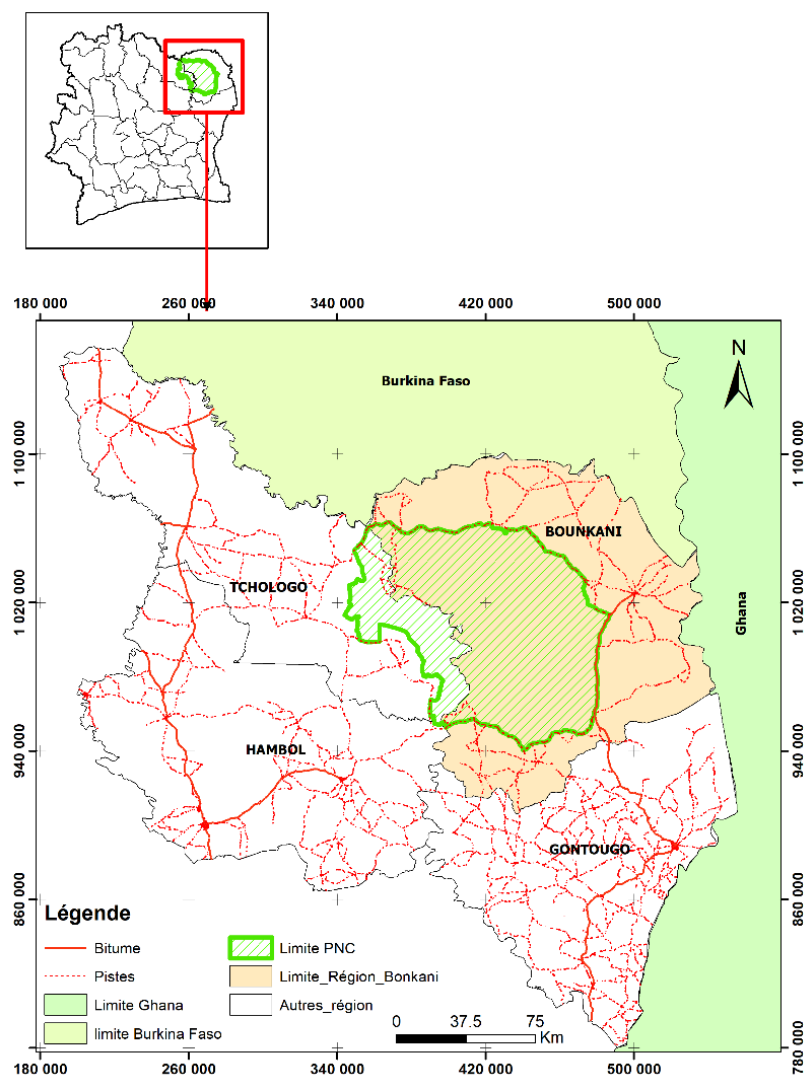 180 000 260 000 340 000 420 000 500 000
N
Burkina Faso
1 100 000 1 100 000
BOUNKANI
TCHOLOGO
1 020 000 1 020 000
Ghana
HAMBOL
940 000 940 000
GONTOUGO
860 000 860 000
Légende
Bitume Limite PNC
Pistes Limite_Région_Bonkani
Limite Ghana Autres_région
limite Burkina Faso
0 37.5 75
Km
780 000
180 000 260 000 340 000 420 000 500 000